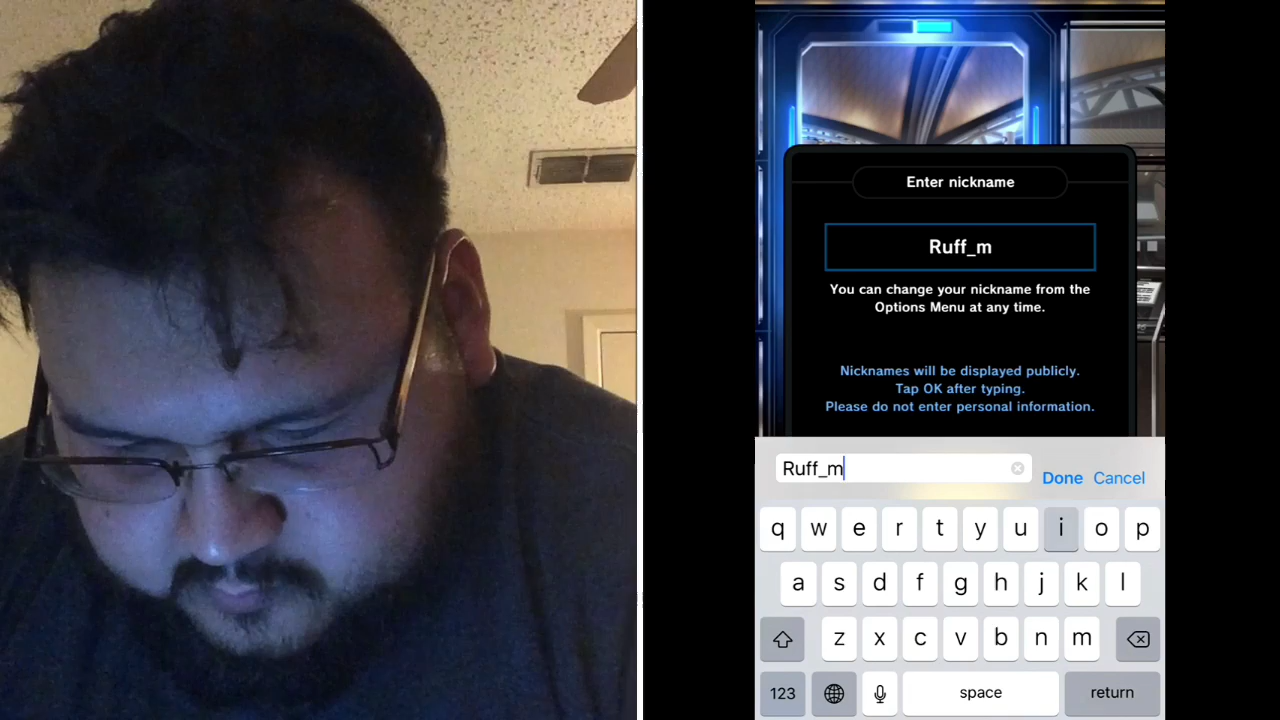 Enter nickname
Ruff_m
You can change your nickname from the
Options Menu at any time.
Nicknames will be displayed publicly.
Tap OK after typing.
Please do not enter personal information.
Ruff_m
Done Cancel
q w e r t y u i o p
a s d f g h j k l
z x c v b n m
123 space return